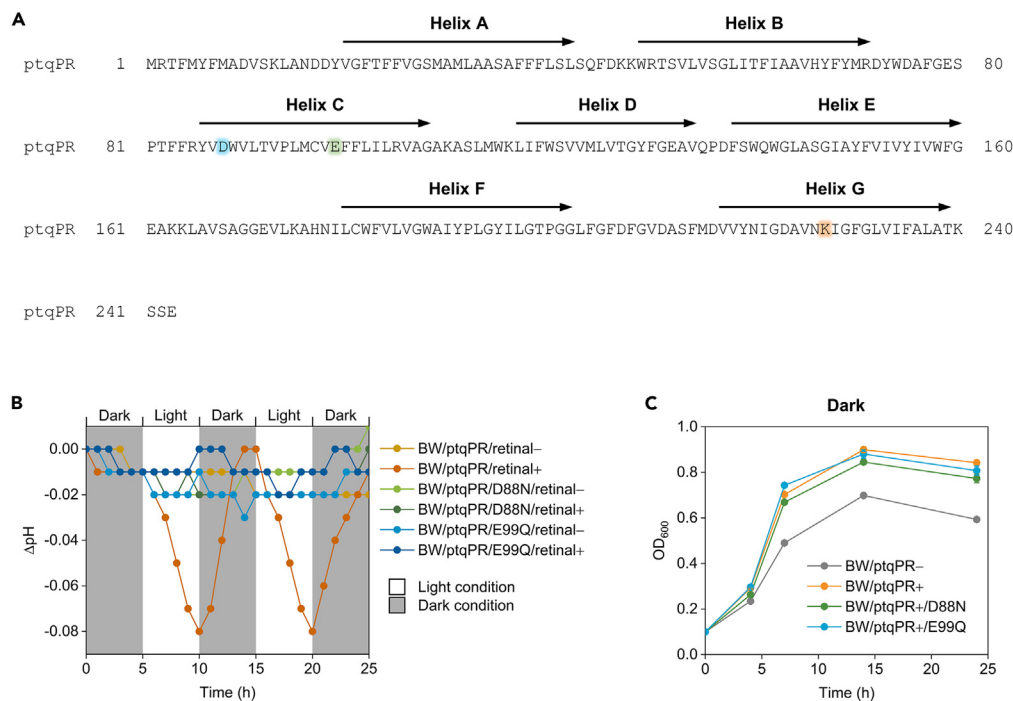 A
Helix A Helix B
ptqPR 1 MRTFMYFMADVSKLANDDYVGFTFFVGSMAMLAASAFFFLSLSQFDKKWRTSVLVSGLITFIAAVHYFYMRDYWDAFGES 80
Helix C Helix D Helix E
ptqPR 81 PTFFRYVDWVLTVPLMCVEFFLILRVAGAKASLMWKLIFWSVVMLVTGYFGEAVQPDFSWQWGLASGIAYFVIVYIVWFG 160
Helix F Helix G
ptqPR 161 EAKKLAVSAGGEVLKAHNILCWFVLVGWAIYPLGYILGTPGGLFGFDFGVDASFMDVVYNIGDAVNKIGFGLVIFALATK 240
ptqPR 241 SSE
B
Dark Light Dark Light Dark
0.00
-0.02
-0.04
-0.06
-0.08
ΔpH
0 5 10 15 20 25
Time (h)
BW/ptqPR/retinal−
BW/ptqPR/retinal+
BW/ptqPR/D88N/retinal−
BW/ptqPR/D88N/retinal+
BW/ptqPR/E99Q/retinal−
BW/ptqPR/E99Q/retinal+
Light condition
Dark condition
C
Dark
1.0
0.8
0.6
0.4
0.2
0.0
OD600
0 5 10 15 20 25
Time (h)
BW/ptqPR−
BW/ptqPR+
BW/ptqPR+/D88N
BW/ptqPR+/E99Q